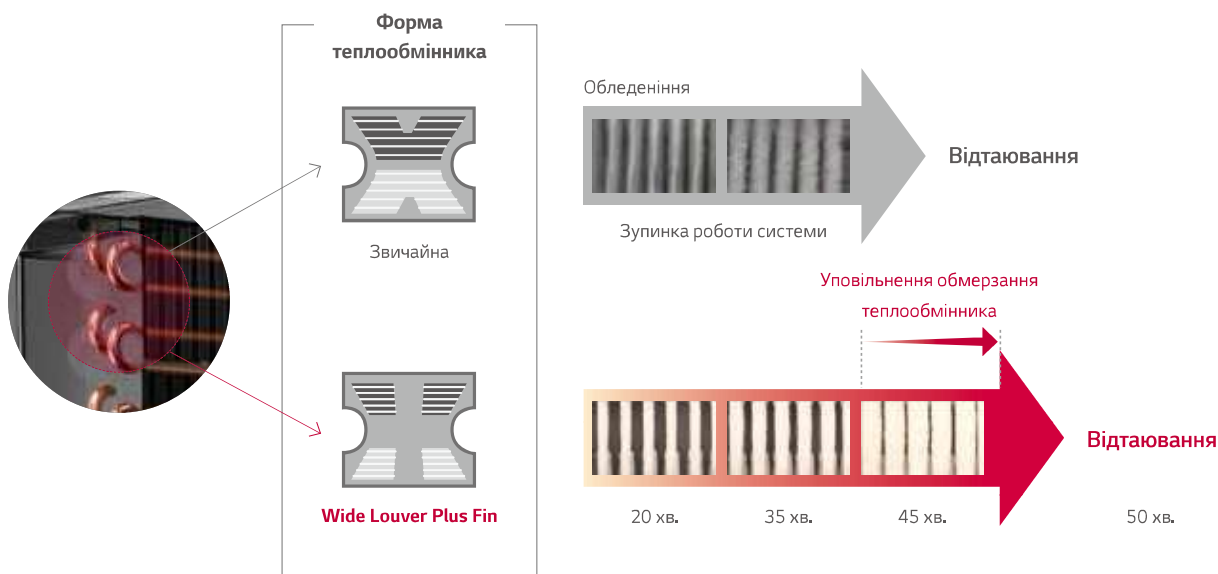 Форма
теплообмінника
Обледеніння
Відтаювання
Звичайна
Зупинка роботи системи
Уповільнення обмерзання
теплообмінника
Відтаювання
Wide Louver Plus Fin
20 хв.
35 хв.
45 хв.
50 хв.